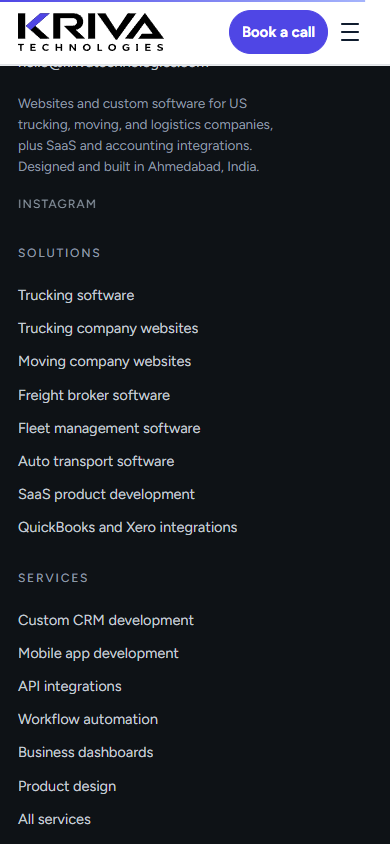 KRIVA
TECHNOLOGIES
Book a call
Websites and custom software for US
trucking, moving, and logistics companies,
plus SaaS and accounting integrations.
Designed and built in Ahmedabad, India.
INSTAGRAM
SOLUTIONS
Trucking software
Trucking company websites
Moving company websites
Freight broker software
Fleet management software
Auto transport software
SaaS product development
QuickBooks and Xero integrations
SERVICES
Custom CRM development
Mobile app development
API integrations
Workflow automation
Business dashboards
Product design
All services